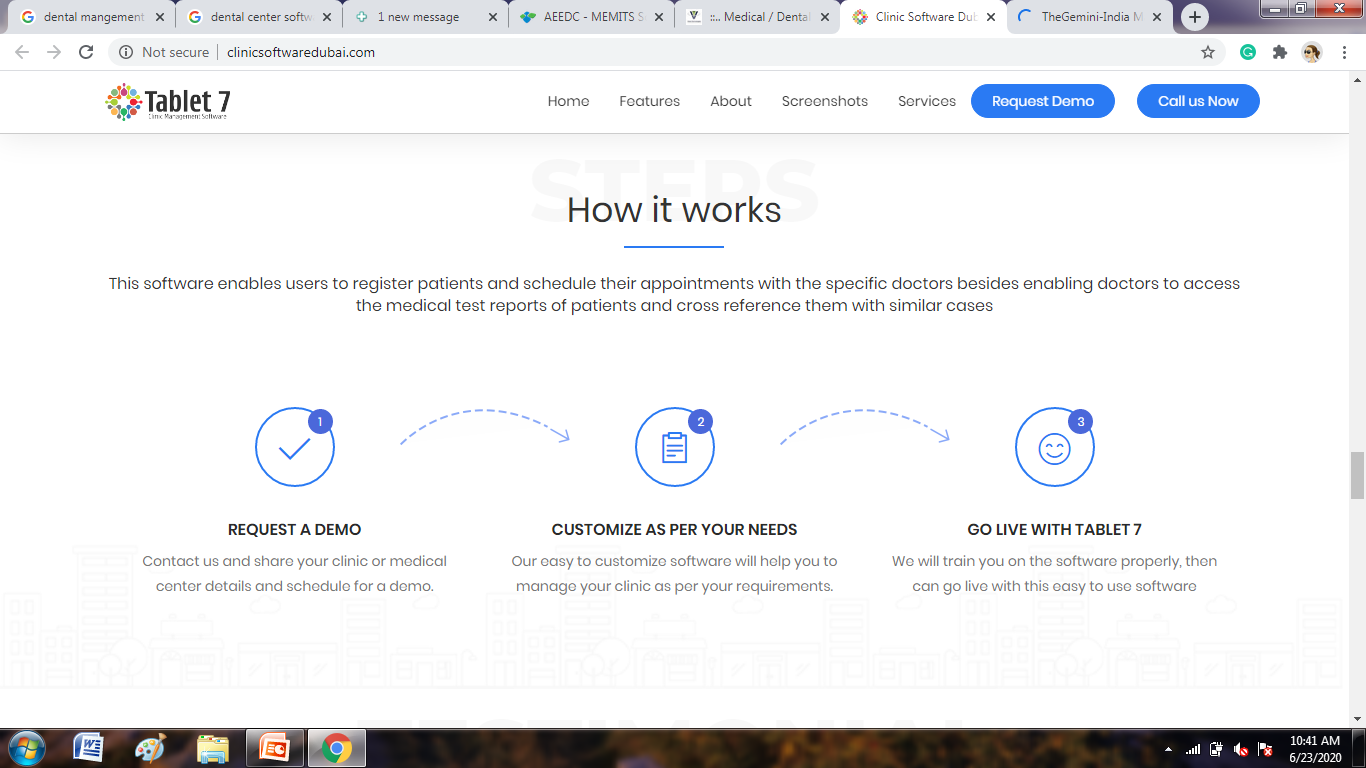 dental mangement
dental center softw
1 new message
AEEDC - MEMITS S
::.. Medical / Denta
Clinic Software Dub
TheGemini-India M
Not secure
clinicsoftwaredubai.com
Tablet 7
Clinic Management Software
Home
Features
About
Screenshots
Services
Request Demo
Call us Now
STEPS
How it works
This software enables users to register patients and schedule their appointments with the specific doctors besides enabling doctors to access
the medical test reports of patients and cross reference them with similar cases
1
2
3
REQUEST A DEMO
Contact us and share your clinic or medical
center details and schedule for a demo.
CUSTOMIZE AS PER YOUR NEEDS
Our easy to customize software will help you to
manage your clinic as per your requirements.
GO LIVE WITH TABLET 7
We will train you on the software properly, then
can go live with this easy to use software
TESTIMONIAL
10:41 AM
6/23/2020